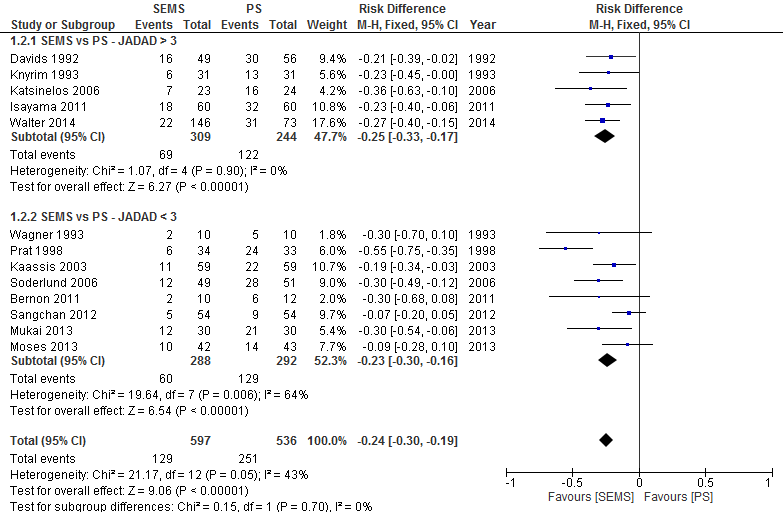 SEMS PS Risk Difference Risk Difference
Study or Subgroup Events Total Events Total Weight M-H, Fixed, 95% CI Year M-H, Fixed, 95% CI
1.2.1 SEMS vs PS - JADAD > 3
Davids 1992 16 49 30 56 9.4% -0.21 [-0.39, -0.02] 1992
Knyrim 1993 6 31 13 31 5.6% -0.23 [-0.45, -0.00] 1993
Katsinelos 2006 7 23 16 24 4.2% -0.36 [-0.63, -0.10] 2006
Isayama 2011 18 60 32 60 10.8% -0.23 [-0.40, -0.06] 2011
Walter 2014 22 146 31 73 17.6% -0.27 [-0.40, -0.15] 2014
Subtotal (95% CI) 309 244 47.7% -0.25 [-0.33, -0.17]
Total events 69 122
Heterogeneity: Chi² = 1.07, df = 4 (P = 0.90); I² = 0%
Test for overall effect: Z = 6.27 (P < 0.00001)
1.2.2 SEMS vs PS - JADAD < 3
Wagner 1993 2 10 5 10 1.8% -0.30 [-0.70, 0.10] 1993
Prat 1998 6 34 24 33 6.0% -0.55 [-0.75, -0.35] 1998
Kaassis 2003 11 59 22 59 10.7% -0.19 [-0.34, -0.03] 2003
Soderlund 2006 12 49 28 51 9.0% -0.30 [-0.49, -0.12] 2006
Bernon 2011 2 10 6 12 2.0% -0.30 [-0.68, 0.08] 2011
Sangchan 2012 5 54 9 54 9.7% -0.07 [-0.20, 0.05] 2012
Mukai 2013 12 30 21 30 5.4% -0.30 [-0.54, -0.06] 2013
Moses 2013 10 42 14 43 7.7% -0.09 [-0.28, 0.10] 2013
Subtotal (95% CI) 288 292 52.3% -0.23 [-0.30, -0.16]
Total events 60 129
Heterogeneity: Chi² = 19.64, df = 7 (P = 0.006); I² = 64%
Test for overall effect: Z = 6.54 (P < 0.00001)
Total (95% CI) 597 536 100.0% -0.24 [-0.30, -0.19]
Total events 129 251
Heterogeneity: Chi² = 21.17, df = 12 (P = 0.05); I² = 43%
Test for overall effect: Z = 9.06 (P < 0.00001)
Test for subgroup differences: Chi² = 0.15, df = 1 (P = 0.70), I² = 0%
-1 -0.5 0 0.5 1
Favours [SEMS] Favours [PS]